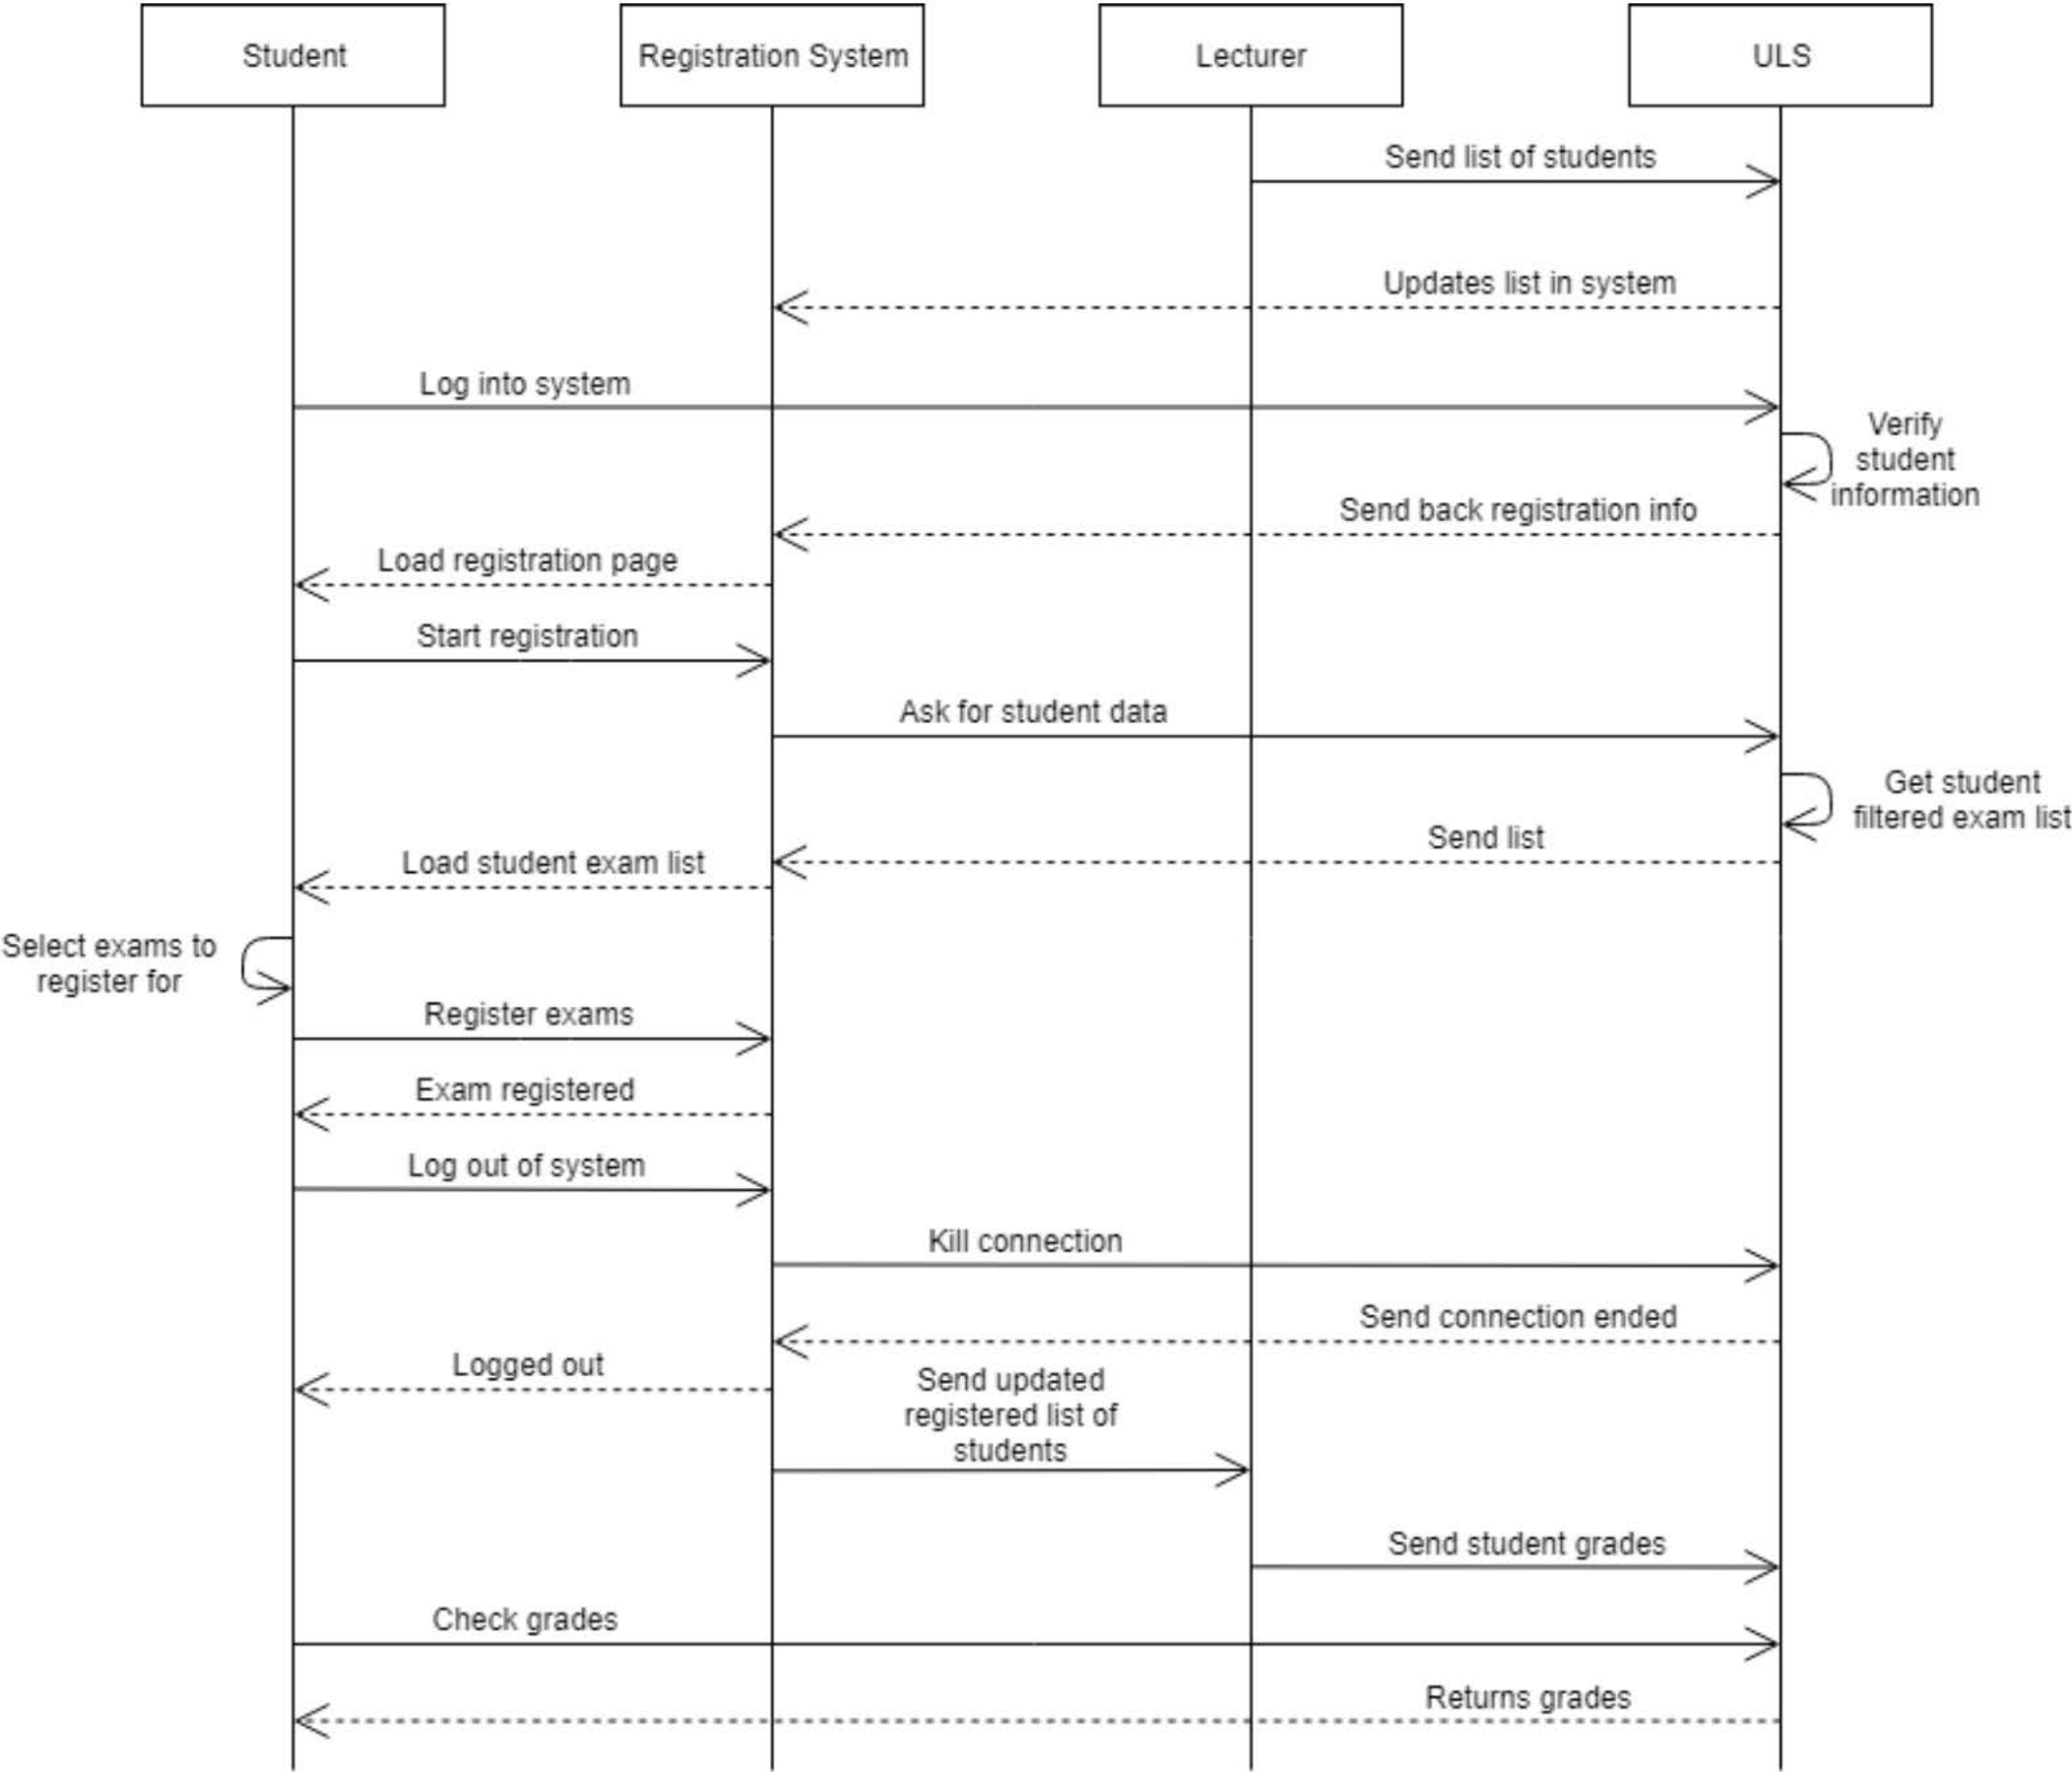 Student
Registration System
Lecturer
ULS
Send list of students
Updates list in system
Log into system
Verify
student
information
Send back registration info
Load registration page
Start registration
Ask for student data
Get student
filtered exam list
Send list
Load student exam list
Select exams to
register for
Register exams
Exam registered
Log out of system
Kill connection
Send connection ended
Logged out
Send updated
registered list of
students
Send student grades
Check grades
Returns grades